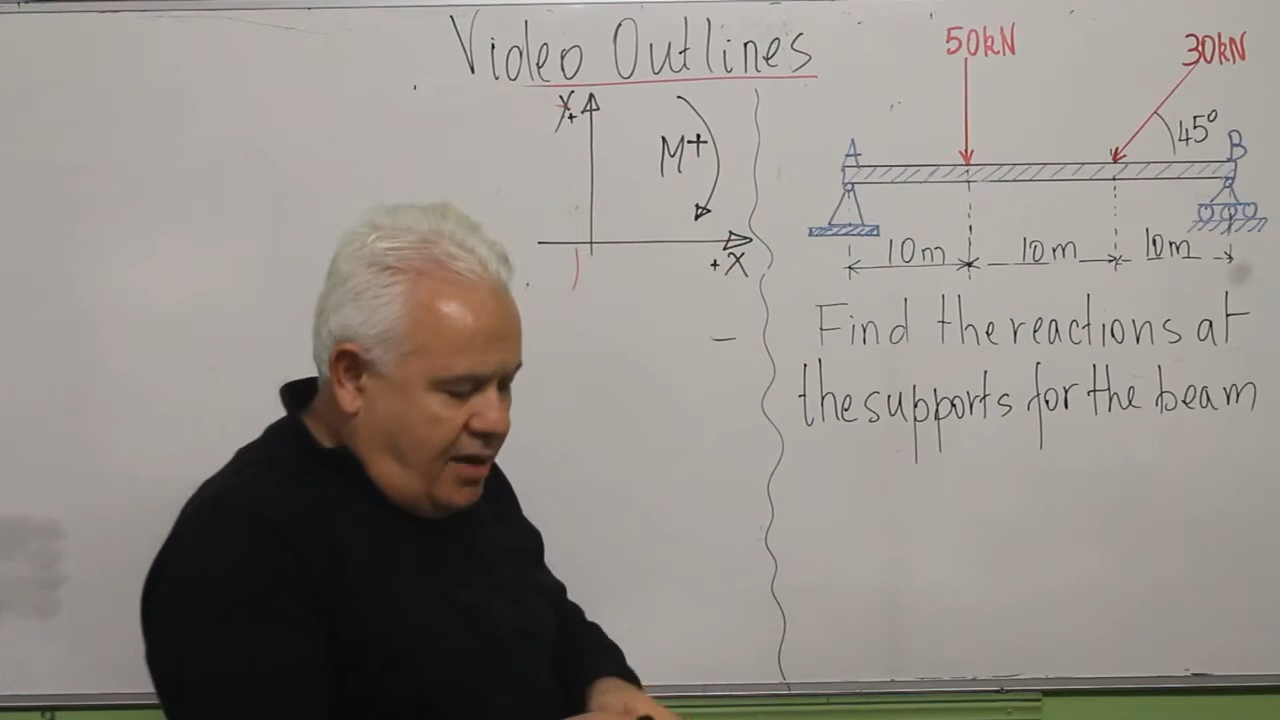 Video Outlines
Y+
M+
+X
50kN
30kN
45°
A
B
10m
10m
10m
Find the reactions at
the supports for the beam